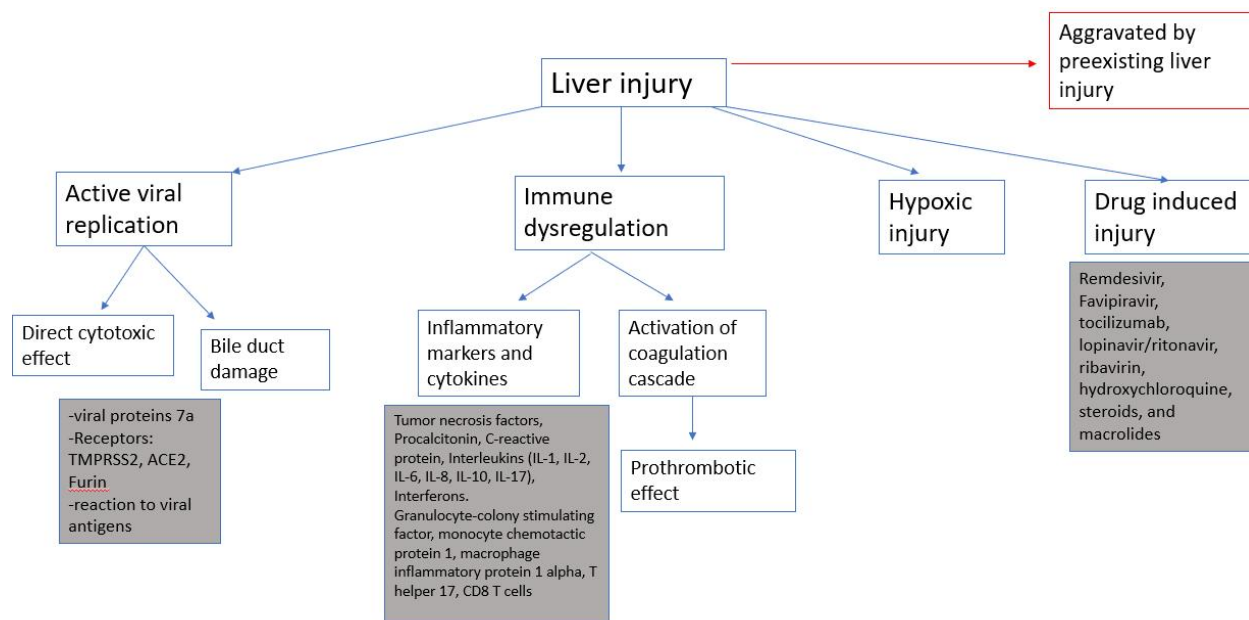 Aggravated by
preexisting liver
injury
Liver injury
Active viral
replication
Immune
dysregulation
Hypoxic
injury
Drug induced
injury
Direct cytotoxic
effect
Bile duct
damage
Inflammatory
markers and
cytokines
Activation of
coagulation
cascade
Remdesivir,
Favipiravir,
tocilizumab,
lopinavir/ritonavir,
ribavirin,
hydroxychloroquine,
steroids, and
macrolides
-viral proteins 7a
-Receptors:
TMPRSS2, ACE2,
Furin
-reaction to viral
antigens
Tumor necrosis factors,
Procalcitonin, C-reactive
protein, Interleukins (IL-1, IL-2,
IL-6, IL-8, IL-10, IL-17),
Interferons.
Granulocyte-colony stimulating
factor, monocyte chemotactic
protein 1, macrophage
inflammatory protein 1 alpha, T
helper 17, CD8 T cells
Prothrombotic
effect